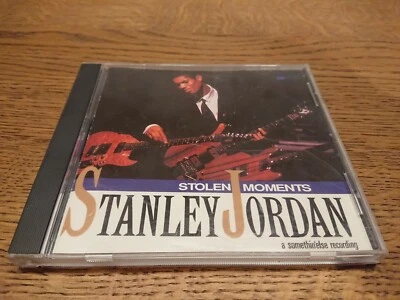 STOLEN MOMENTS
STANLEY JORDAN
a somethin'else recording